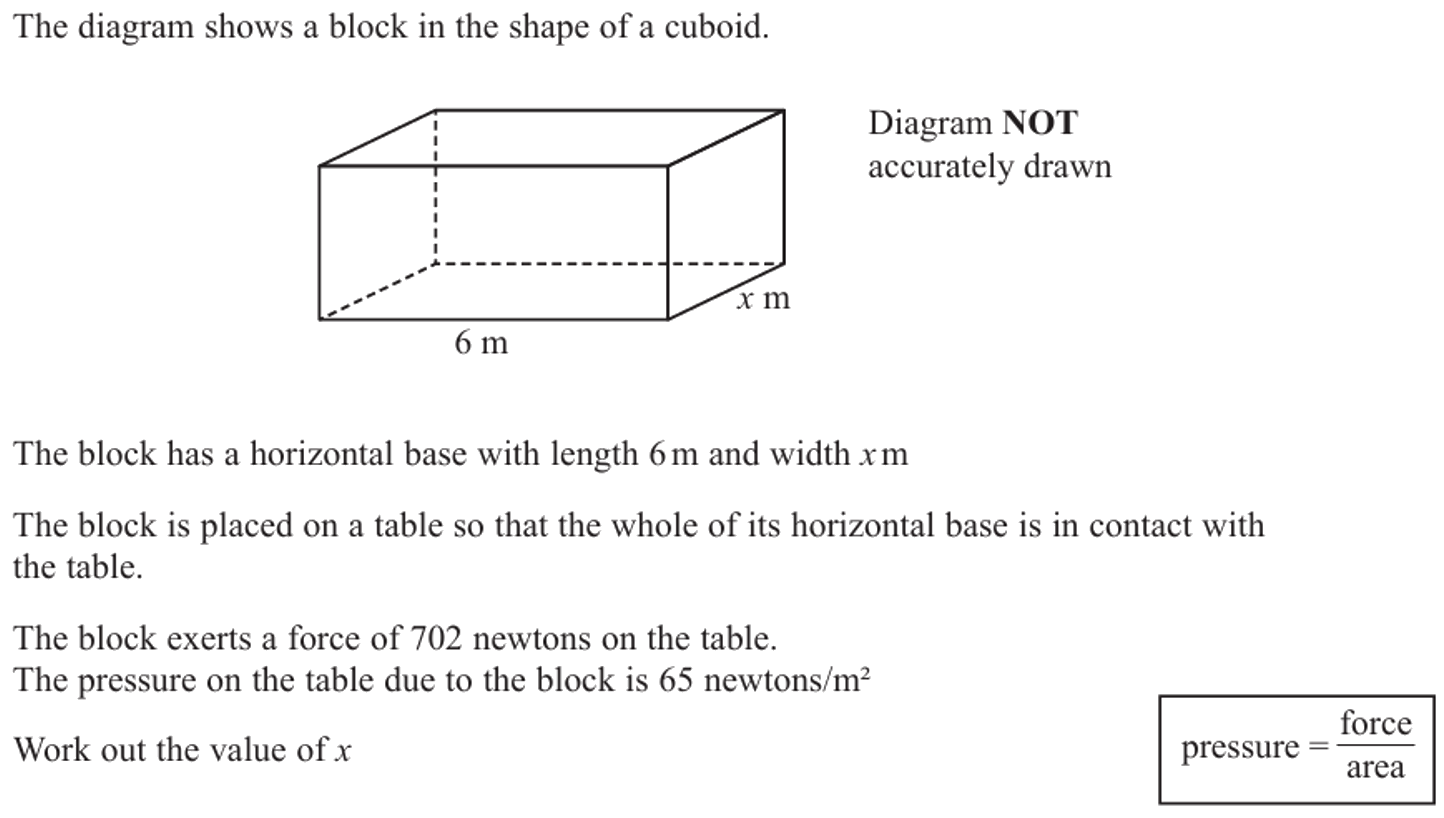 The diagram shows a block in the shape of a cuboid.
Diagram NOT
accurately drawn
x m
6 m
The block has a horizontal base with length 6 m and width x m
The block is placed on a table so that the whole of its horizontal base is in contact with
the table.
The block exerts a force of 702 newtons on the table.
The pressure on the table due to the block is 65 newtons/m²
Work out the value of x
pressure = force/area